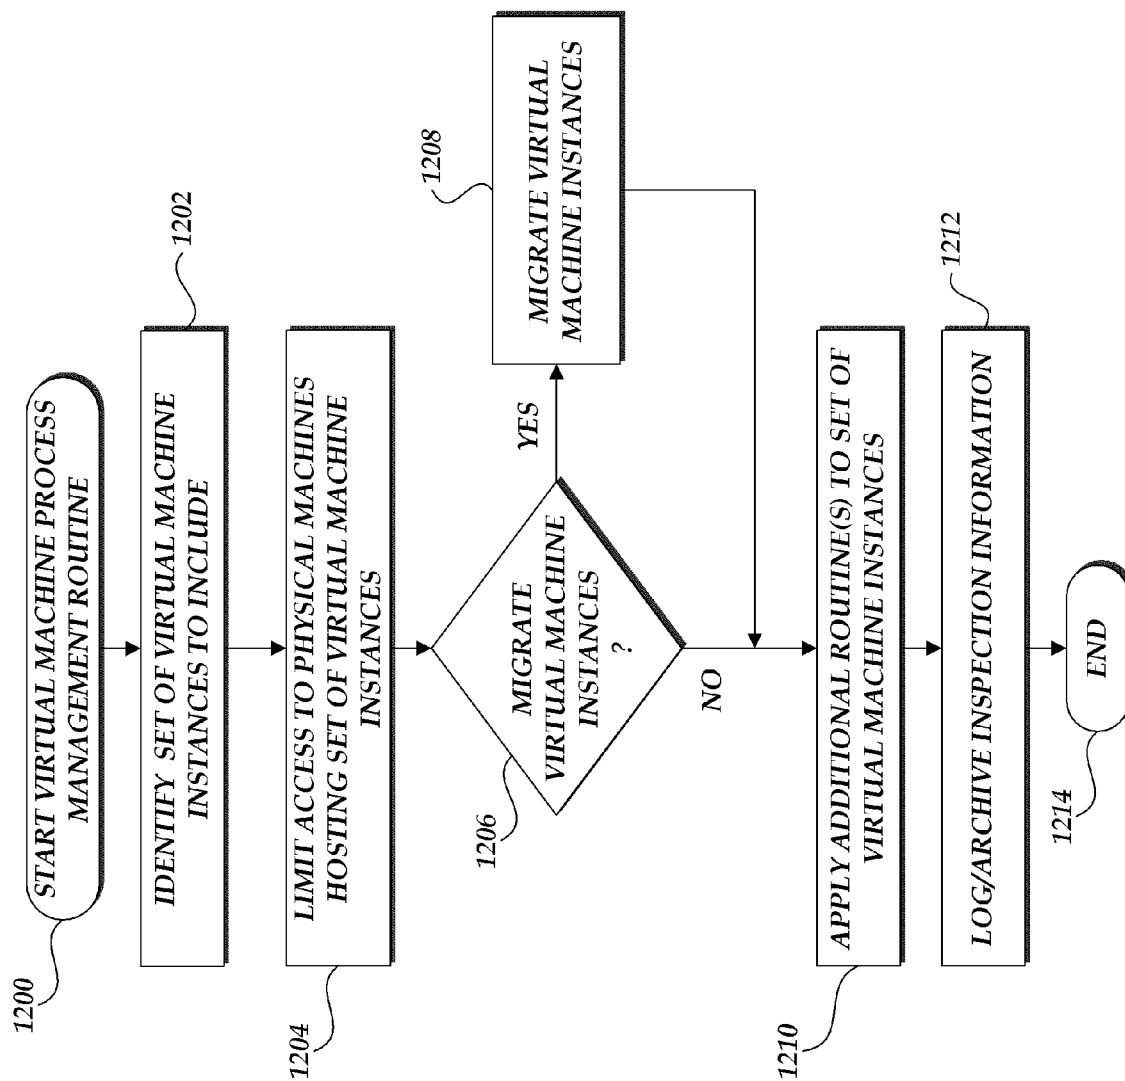 1200
START VIRTUAL MACHINE PROCESS
MANAGEMENT ROUTINE
1202
IDENTIFY SET OF VIRTUAL MACHINE
INSTANCES TO INCLUDE
1204
LIMIT ACCESS TO PHYSICAL MACHINES
HOSTING SET OF VIRTUAL MACHINE
INSTANCES
1206
MIGRATE
VIRTUAL MACHINE
INSTANCES
?
YES
NO
1208
MIGRATE VIRTUAL
MACHINE INSTANCES
1210
APPLY ADDITIONAL ROUTINE(S) TO SET OF
VIRTUAL MACHINE INSTANCES
1212
LOG/ARCHIVE INSPECTION INFORMATION
1214
END